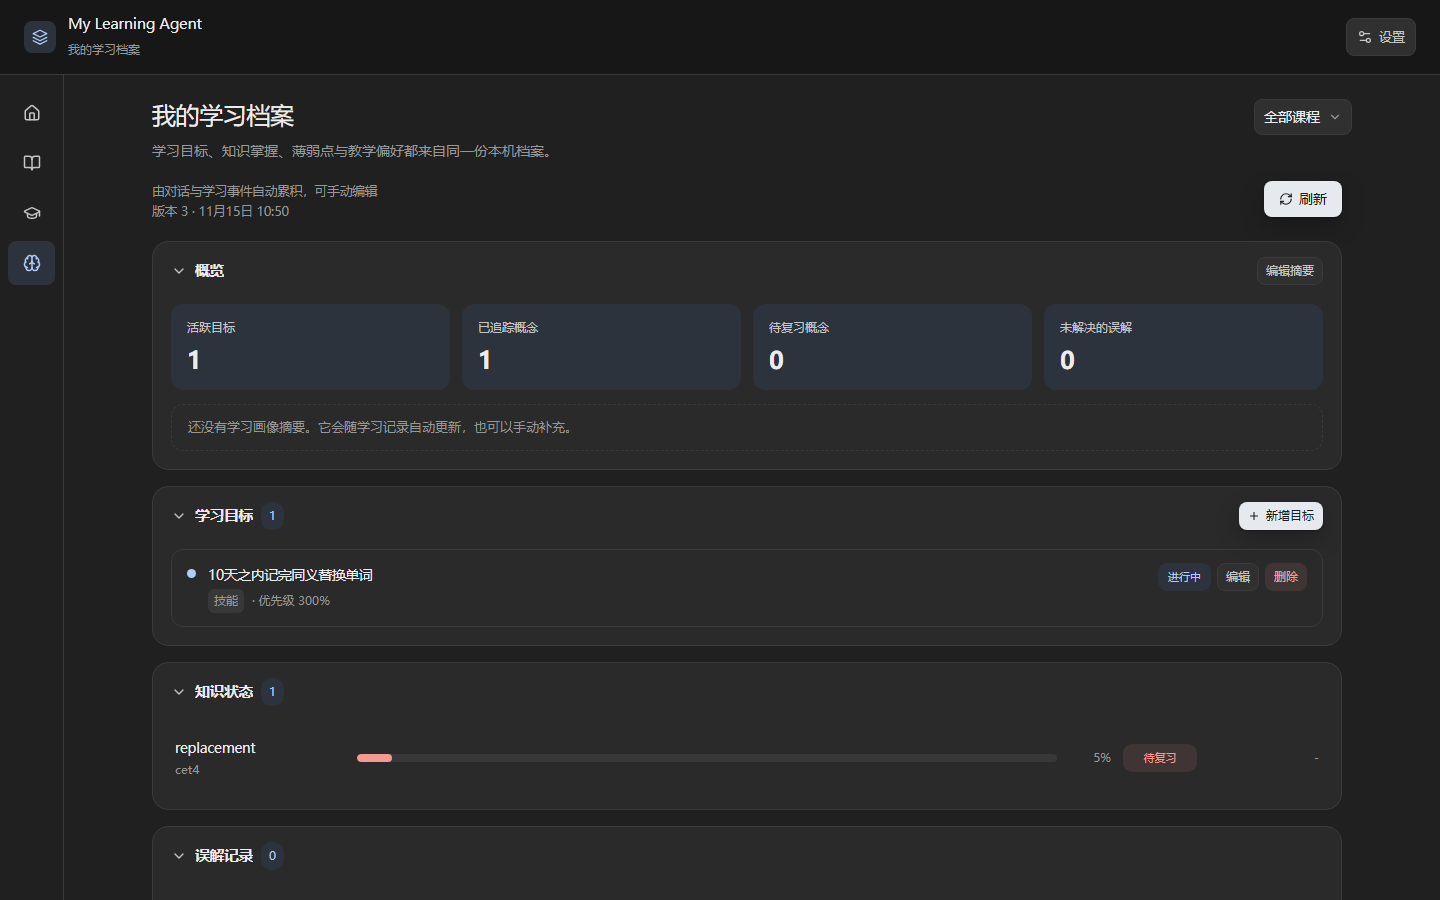 My Learning Agent
我的学习档案
设置
我的学习档案
全部课程
学习目标、知识掌握、薄弱点与教学偏好都来自同一份本机档案。
由对话与学习事件自动累积，可手动编辑
版本 3 · 11月15日 10:50
刷新
概览
编辑摘要
活跃目标
1
已追踪概念
1
待复习概念
0
未解决的误解
0
还没有学习画像摘要。它会随学习记录自动更新，也可以手动补充。
学习目标 1
新增目标
10天之内记完同义替换单词
进行中 编辑 删除
技能 · 优先级 300%
知识状态 1
replacement
cet4
5% 待复习 -
误解记录 0